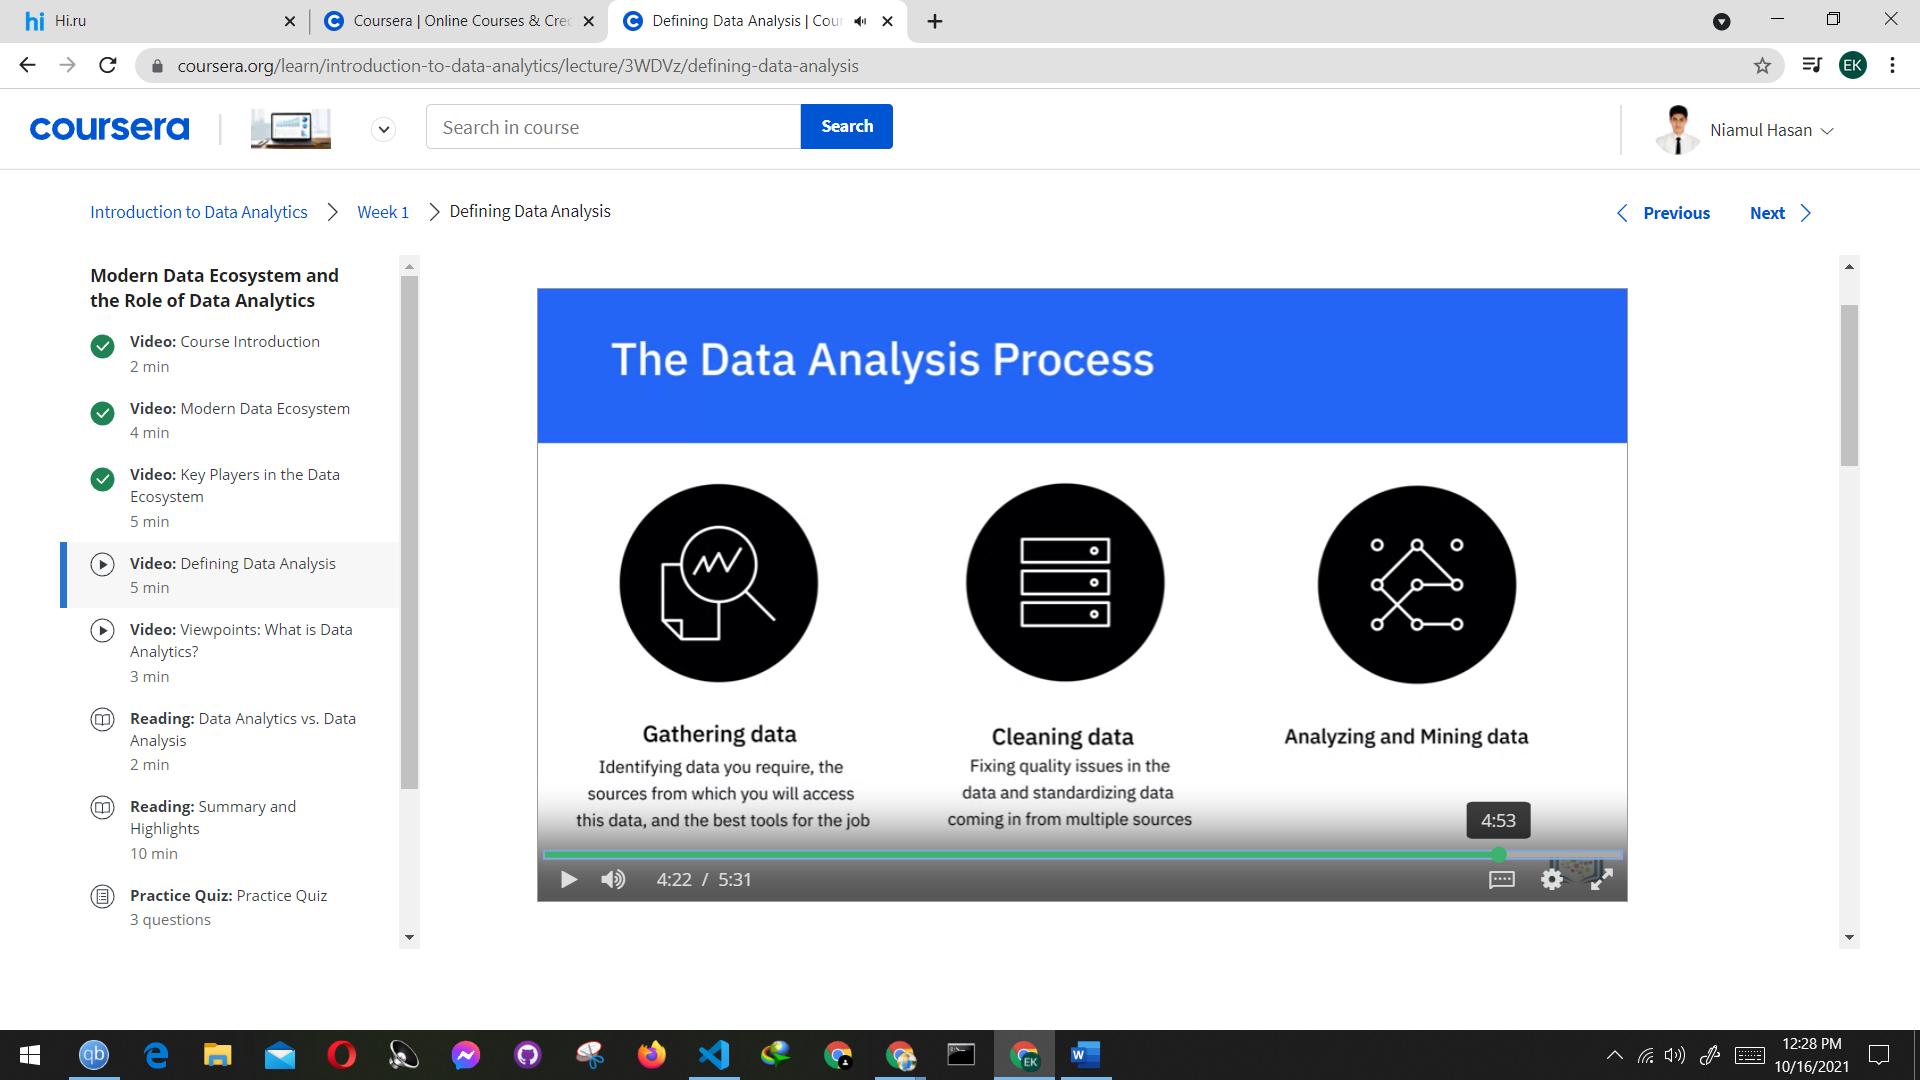 hi Hi.ru
Coursera | Online Courses & Cre
Defining Data Analysis | Cour
coursera.org/learn/introduction-to-data-analytics/lecture/3WDVz/defining-data-analysis
EK
coursera
Search in course
Search
Niamul Hasan
Introduction to Data Analytics
Week 1
Defining Data Analysis
Previous
Next
Modern Data Ecosystem and
the Role of Data Analytics
Video: Course Introduction
2 min
Video: Modern Data Ecosystem
4 min
Video: Key Players in the Data
Ecosystem
5 min
Video: Defining Data Analysis
5 min
Video: Viewpoints: What is Data
Analytics?
3 min
Reading: Data Analytics vs. Data
Analysis
2 min
Reading: Summary and
Highlights
10 min
Practice Quiz: Practice Quiz
3 questions
The Data Analysis Process
Gathering data
Identifying data you require, the
sources from which you will access
this data, and the best tools for the job
Cleaning data
Fixing quality issues in the
data and standardizing data
coming in from multiple sources
Analyzing and Mining data
4:53
4:22 / 5:31
qb
EK
W
12:28 PM
10/16/2021